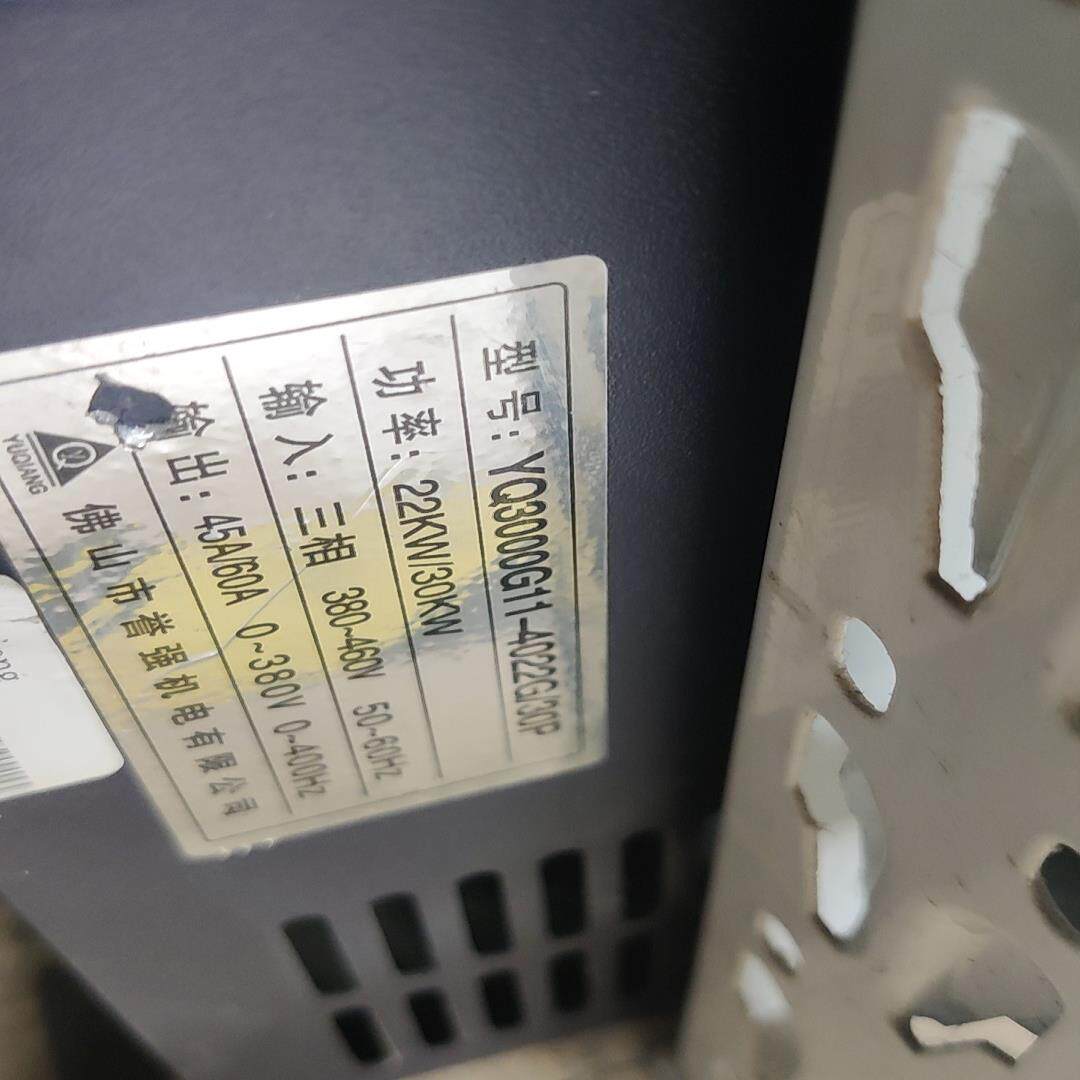 型号: YQ3000G11-4022G/30P
功率: 22KW/30KW
输入: 三相 380~460V 50~60Hz
输出: 45A/60A 0~380V 0~400Hz
YUQIANG 佛山市誉强机电有限公司